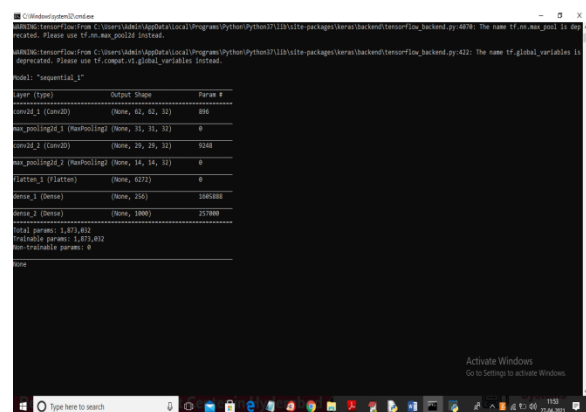 C:\Windows\system32\cmd.exe
WARNING:tensorflow:From C:\Users\Admin\AppData\Local\Programs\Python\Python37\lib\site-packages\keras\backend\tensorflow_backend.py:4070: The name tf.nn.max_pool is dep
recated. Please use tf.nn.max_pool2d instead.
WARNING:tensorflow:From C:\Users\Admin\AppData\Local\Programs\Python\Python37\lib\site-packages\keras\backend\tensorflow_backend.py:422: The name tf.global_variables is
deprecated. Please use tf.compat.v1.global_variables instead.
Model: "sequential_1"
Layer (type) Output Shape Param #
conv2d_1 (Conv2D) (None, 62, 62, 32) 896
max_pooling2d_1 (MaxPooling2 (None, 31, 31, 32) 0
conv2d_2 (Conv2D) (None, 29, 29, 32) 9248
max_pooling2d_2 (MaxPooling2 (None, 14, 14, 32) 0
flatten_1 (Flatten) (None, 6272) 0
dense_1 (Dense) (None, 256) 1605888
dense_2 (Dense) (None, 1000) 257000
Total params: 1,873,032
Trainable params: 1,873,032
Non-trainable params: 0
None
Activate Windows
Go to Settings to activate Windows.
Type here to search
11:53